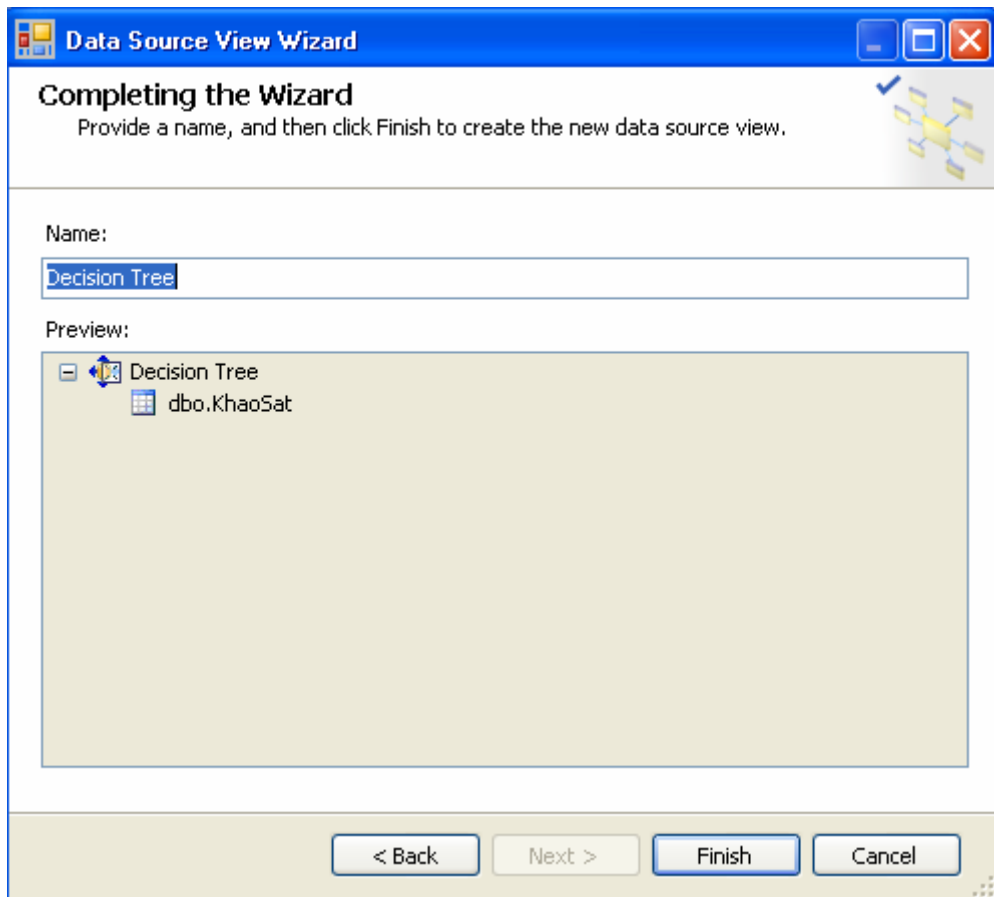 Data Source View Wizard
Completing the Wizard
Provide a name, and then click Finish to create the new data source view.
Name:
Decision Tree
Preview:
Decision Tree
dbo.KhaoSat
< Back Next > Finish Cancel